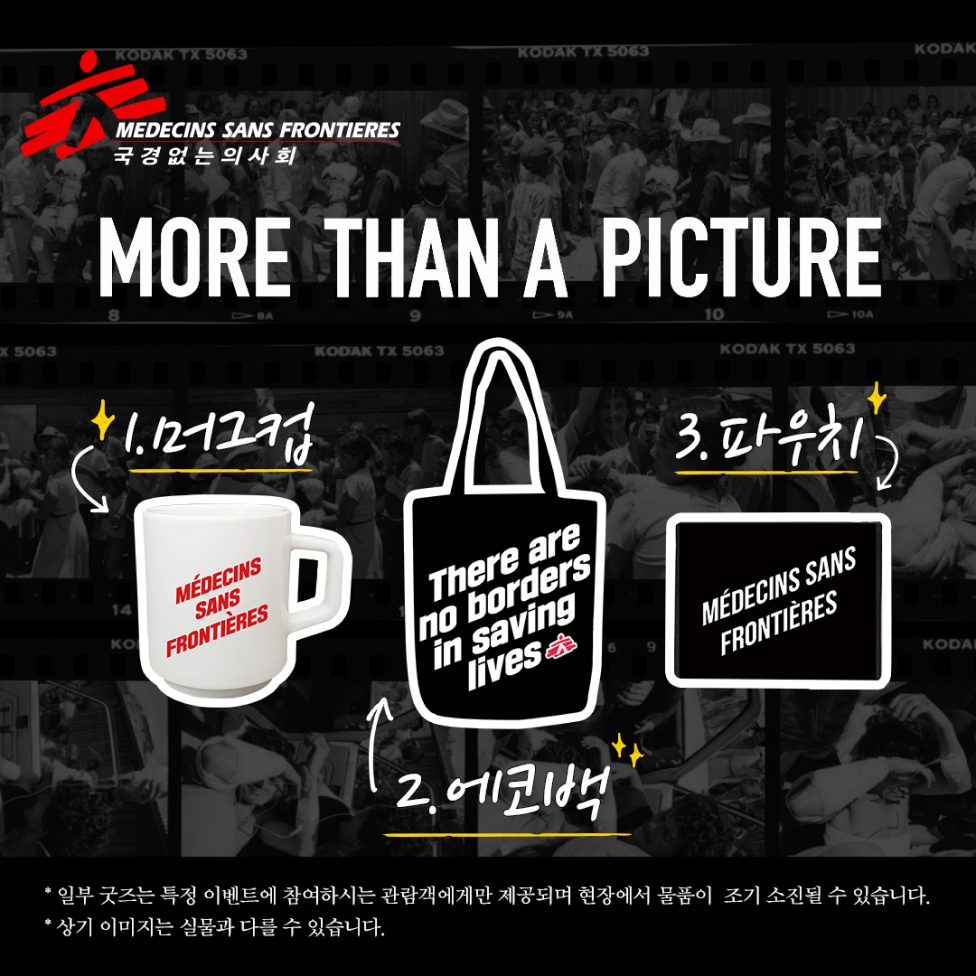 KODAK TX 5063
KODAK TX 5063
KODAK
MEDECINS SANS FRONTIERES
국경없는의사회
MORE THAN A PICTURE
8
8A
9
9A
10
10A
X 5063
KODAK TX 5063
KODAK TX 5063
1.머그컵
3.파우치
MÉDECINS
SANS
FRONTIÈRES
There are
no borders
in saving
lives
MÉDECINS SANS
FRONTIÈRES
14
6
9
KO
KODA
2.에코백
* 일부 굿즈는 특정 이벤트에 참여하시는 관람객에게만 제공되며 현장에서 물품이 조기 소진될 수 있습니다.
* 상기 이미지는 실물과 다를 수 있습니다.